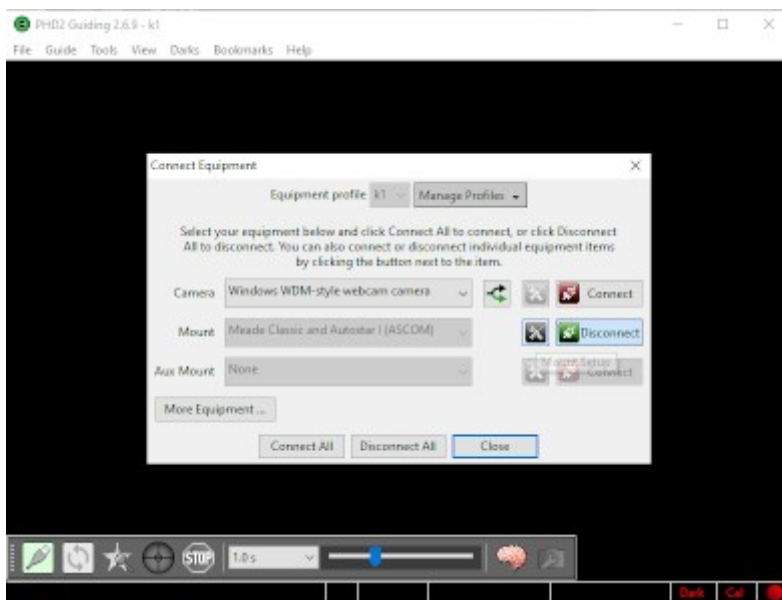 PHD2 Guiding 2.6.9 - k1
File Guide Tools View Darks Bookmarks Help
Connect Equipment
Equipment profile k1 Manage Profiles
Select your equipment below and click Connect All to connect, or click Disconnect
All to disconnect. You can also connect or disconnect individual equipment items
by clicking the button next to the item.
Camera Windows WDM-style webcam camera Connect
Mount Meade Classic and Autostar I (ASCOM) Disconnect
Mount Setup
Aux Mount None Connect
More Equipment ...
Connect All Disconnect All Close
STOP 1.0 s
Dark Cal